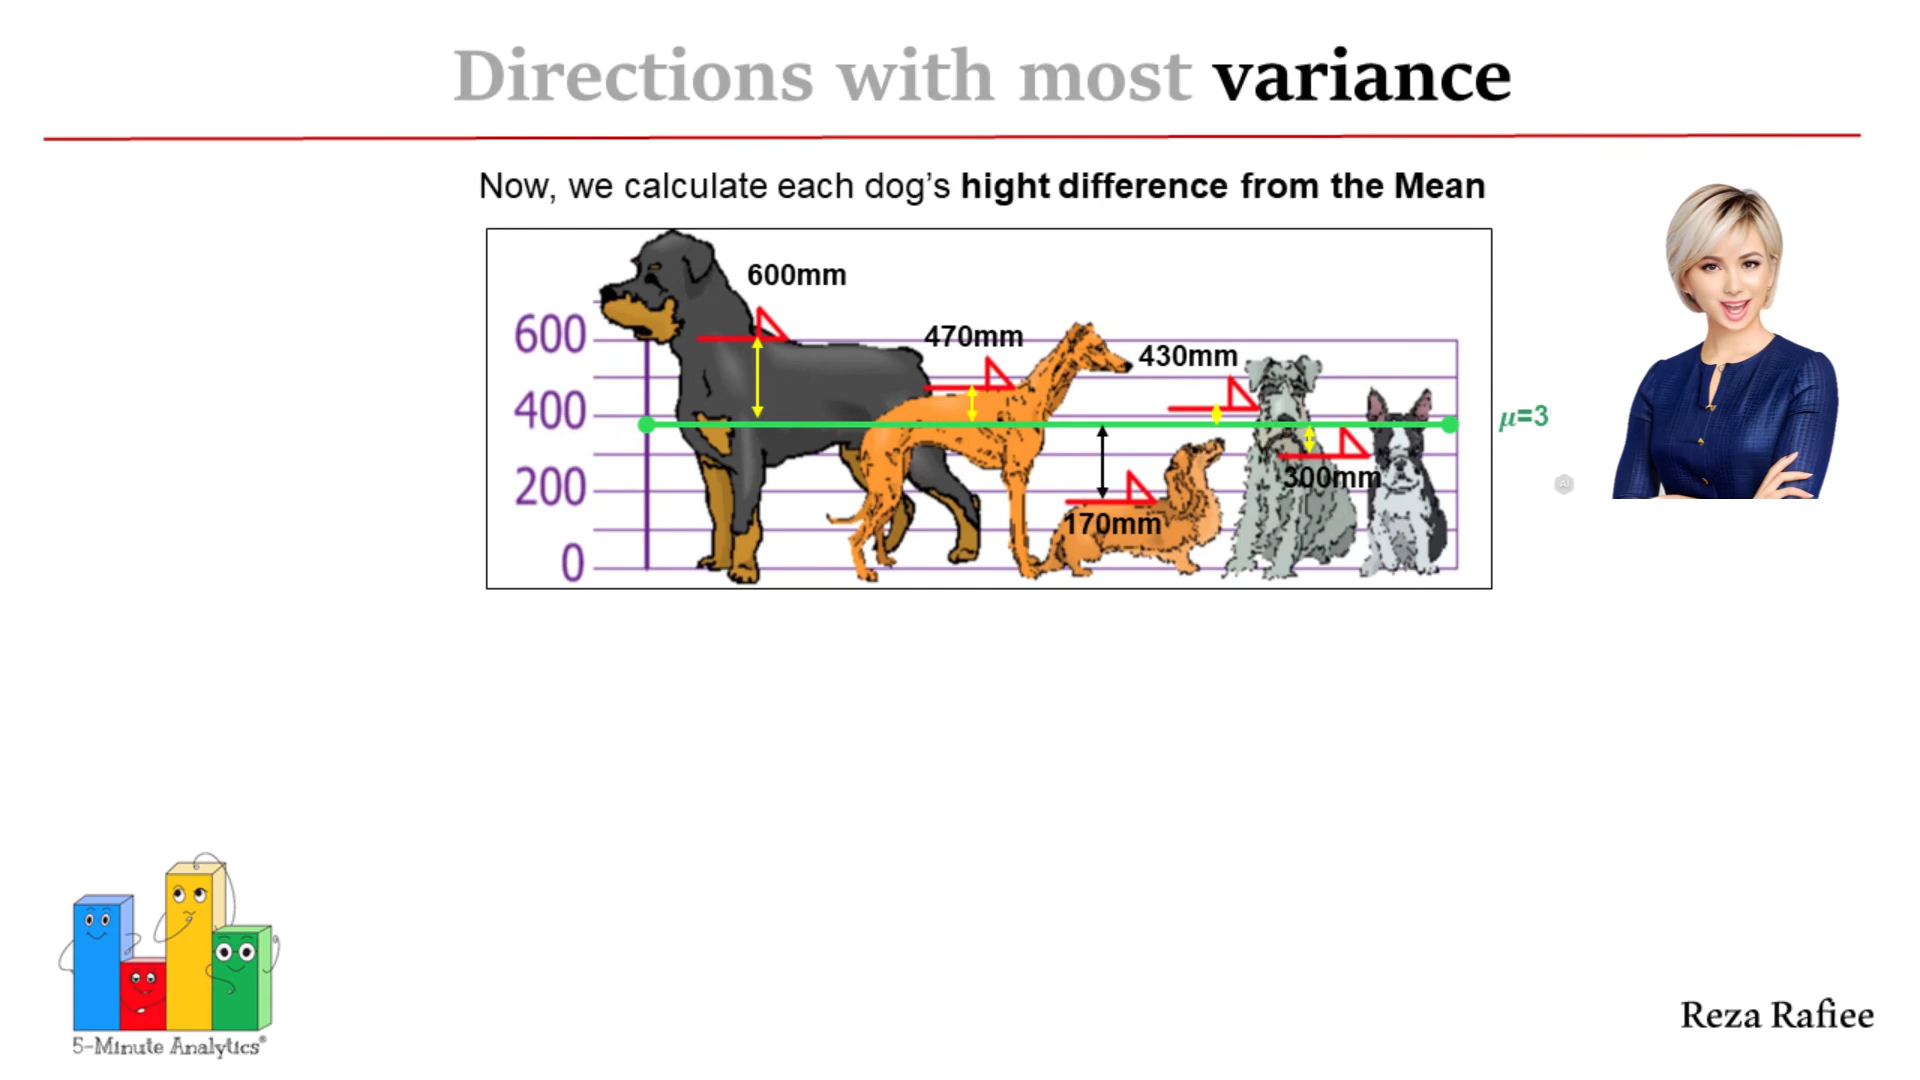 Directions with most variance
Now, we calculate each dog's hight difference from the Mean
600mm
470mm
430mm
600
400
μ=3
200
300mm
170mm
0
5-Minute Analytics®
Reza Rafiee